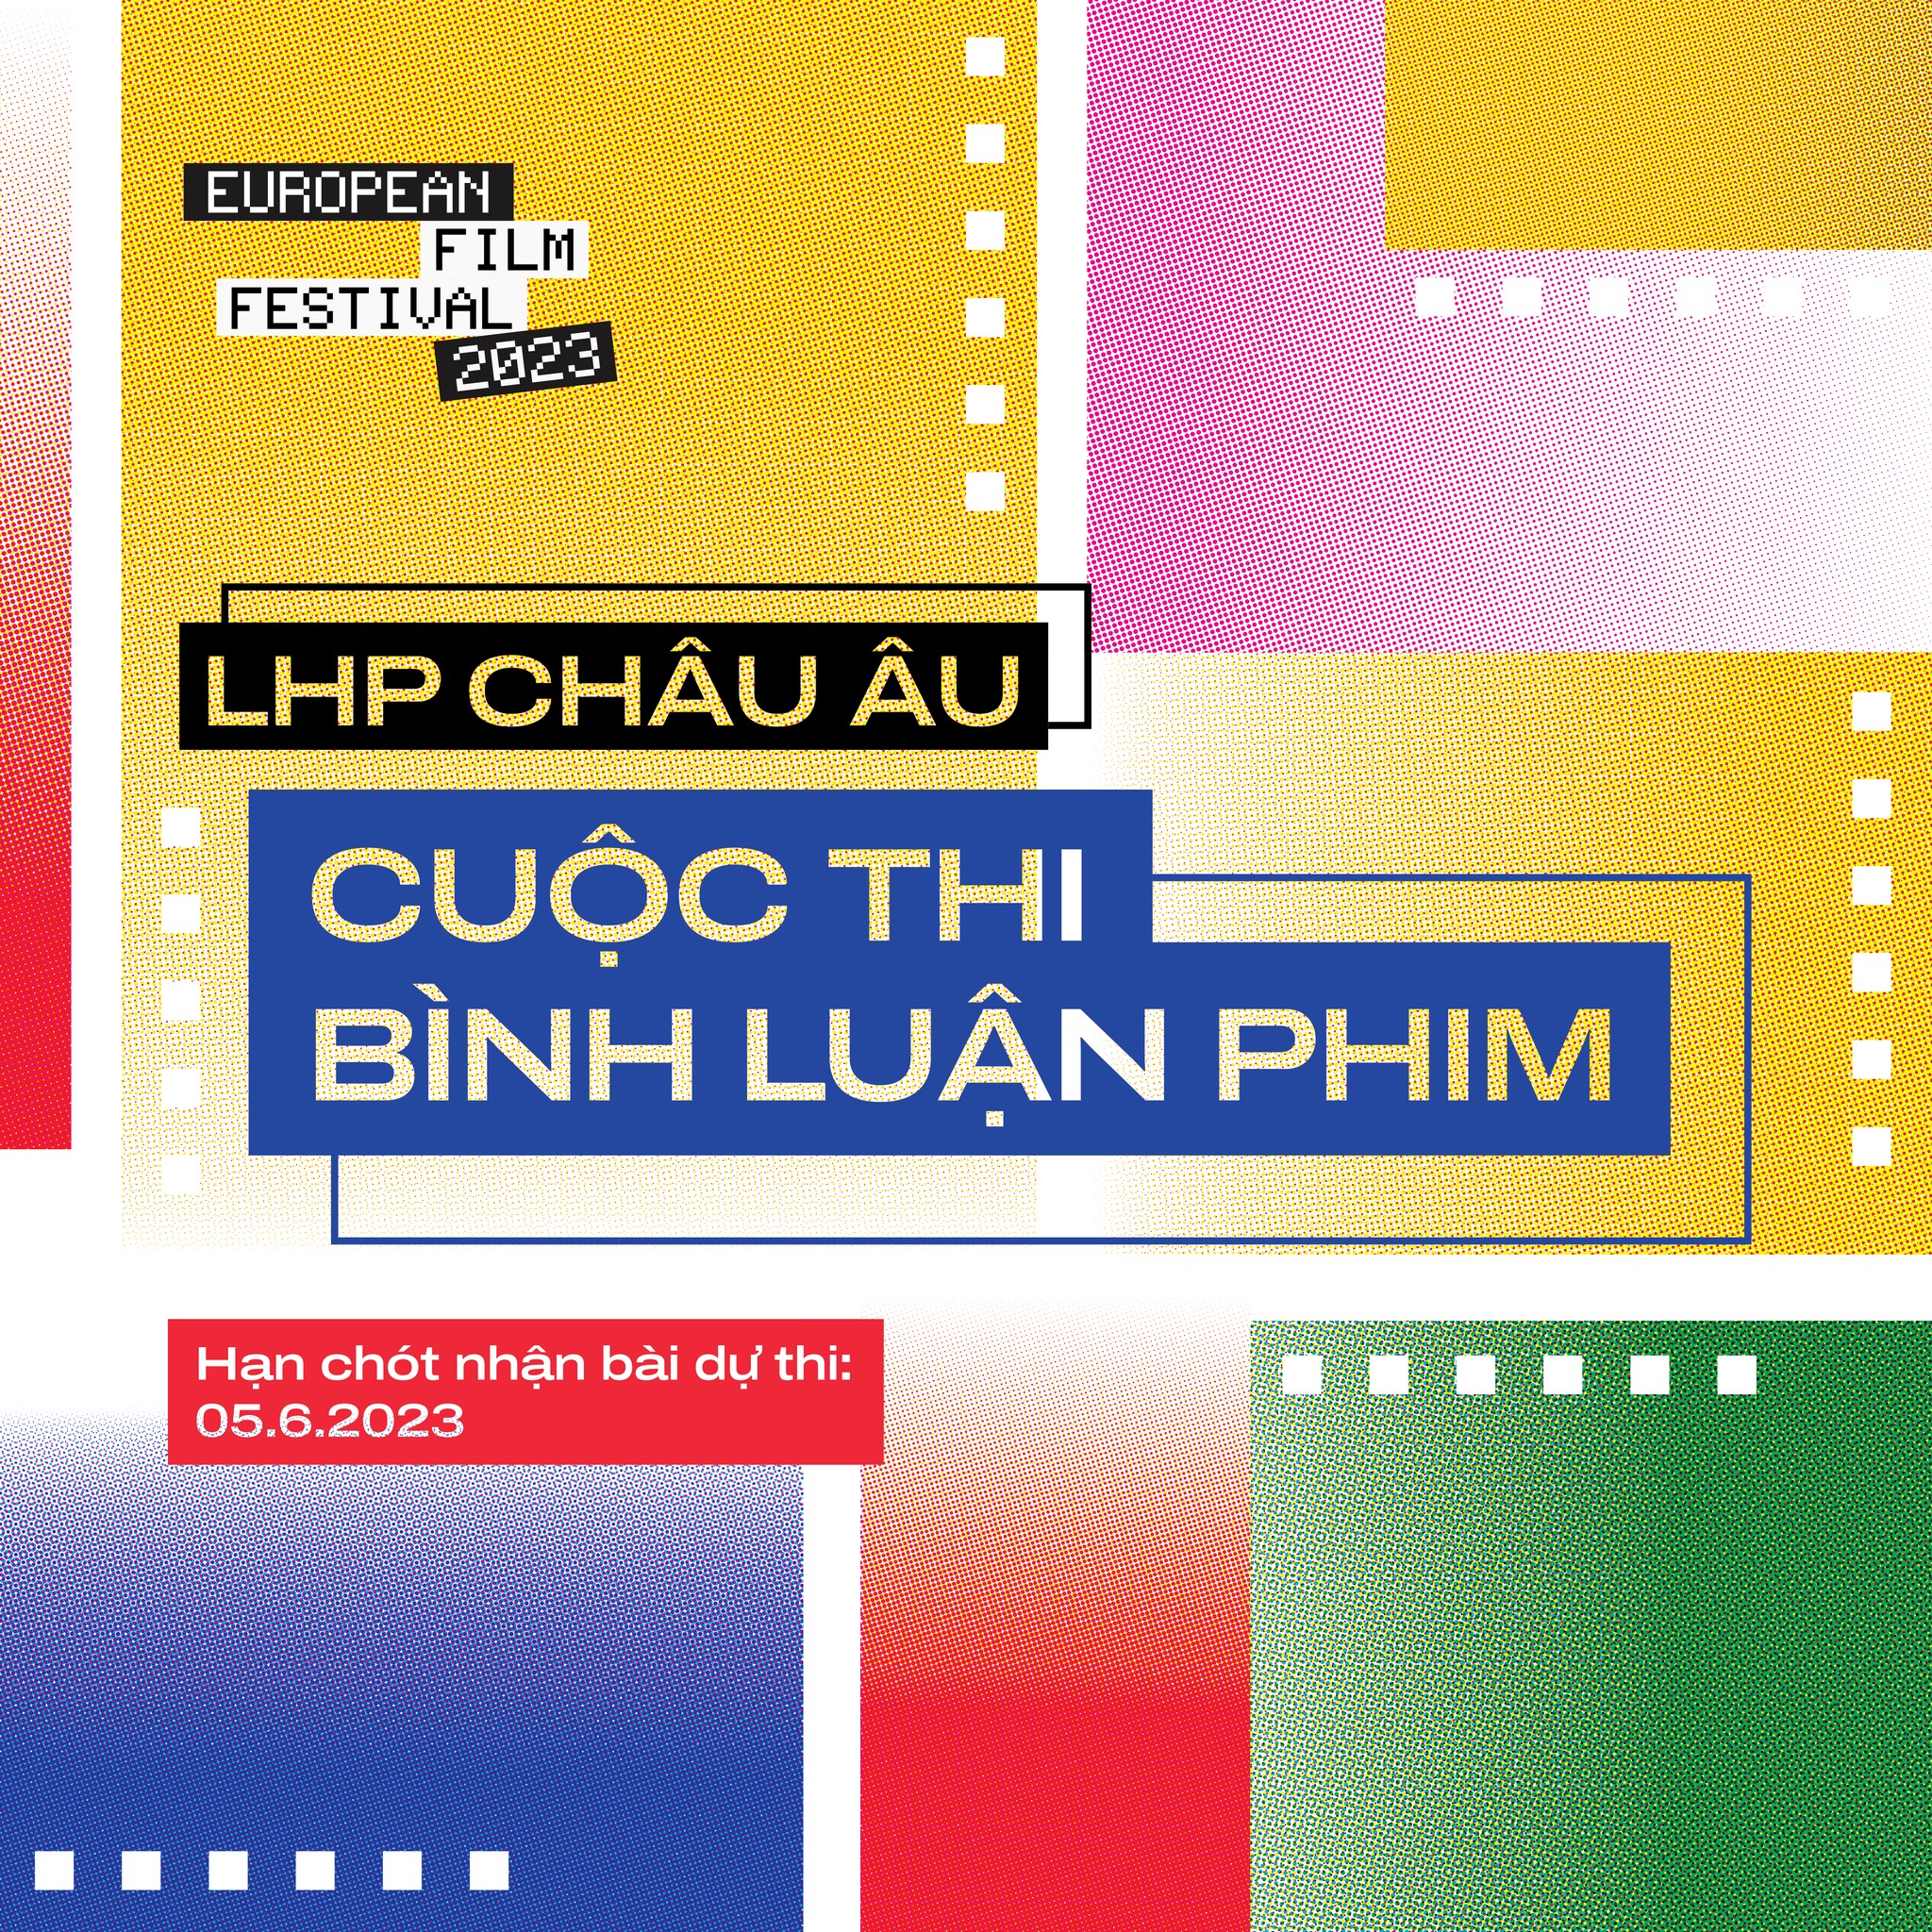 EUROPEAN
FILM
FESTIVAL
2023
LHP CHÂU ÂU
CUỘC THI
BÌNH LUẬN PHIM
Hạn chót nhận bài dự thi:
05.6.2023